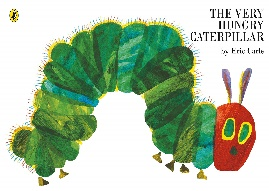 THE VERY
HUNGRY
CATERPILLAR
by Eric Carle